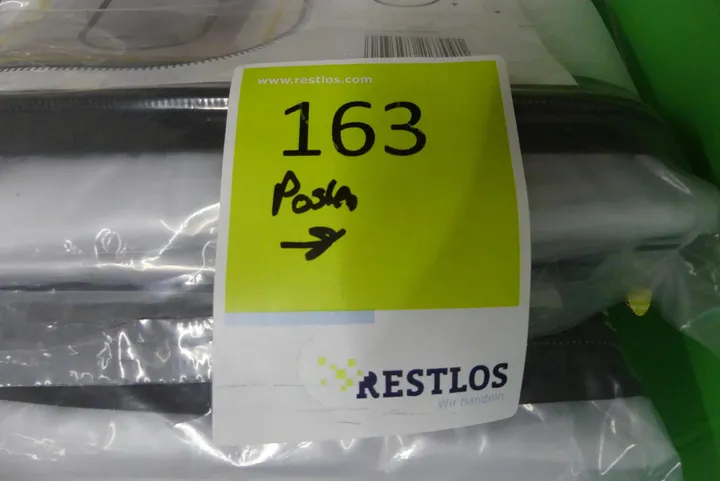 www.restlos.com
163
Posten
→
RESTLOS
Wir handeln.